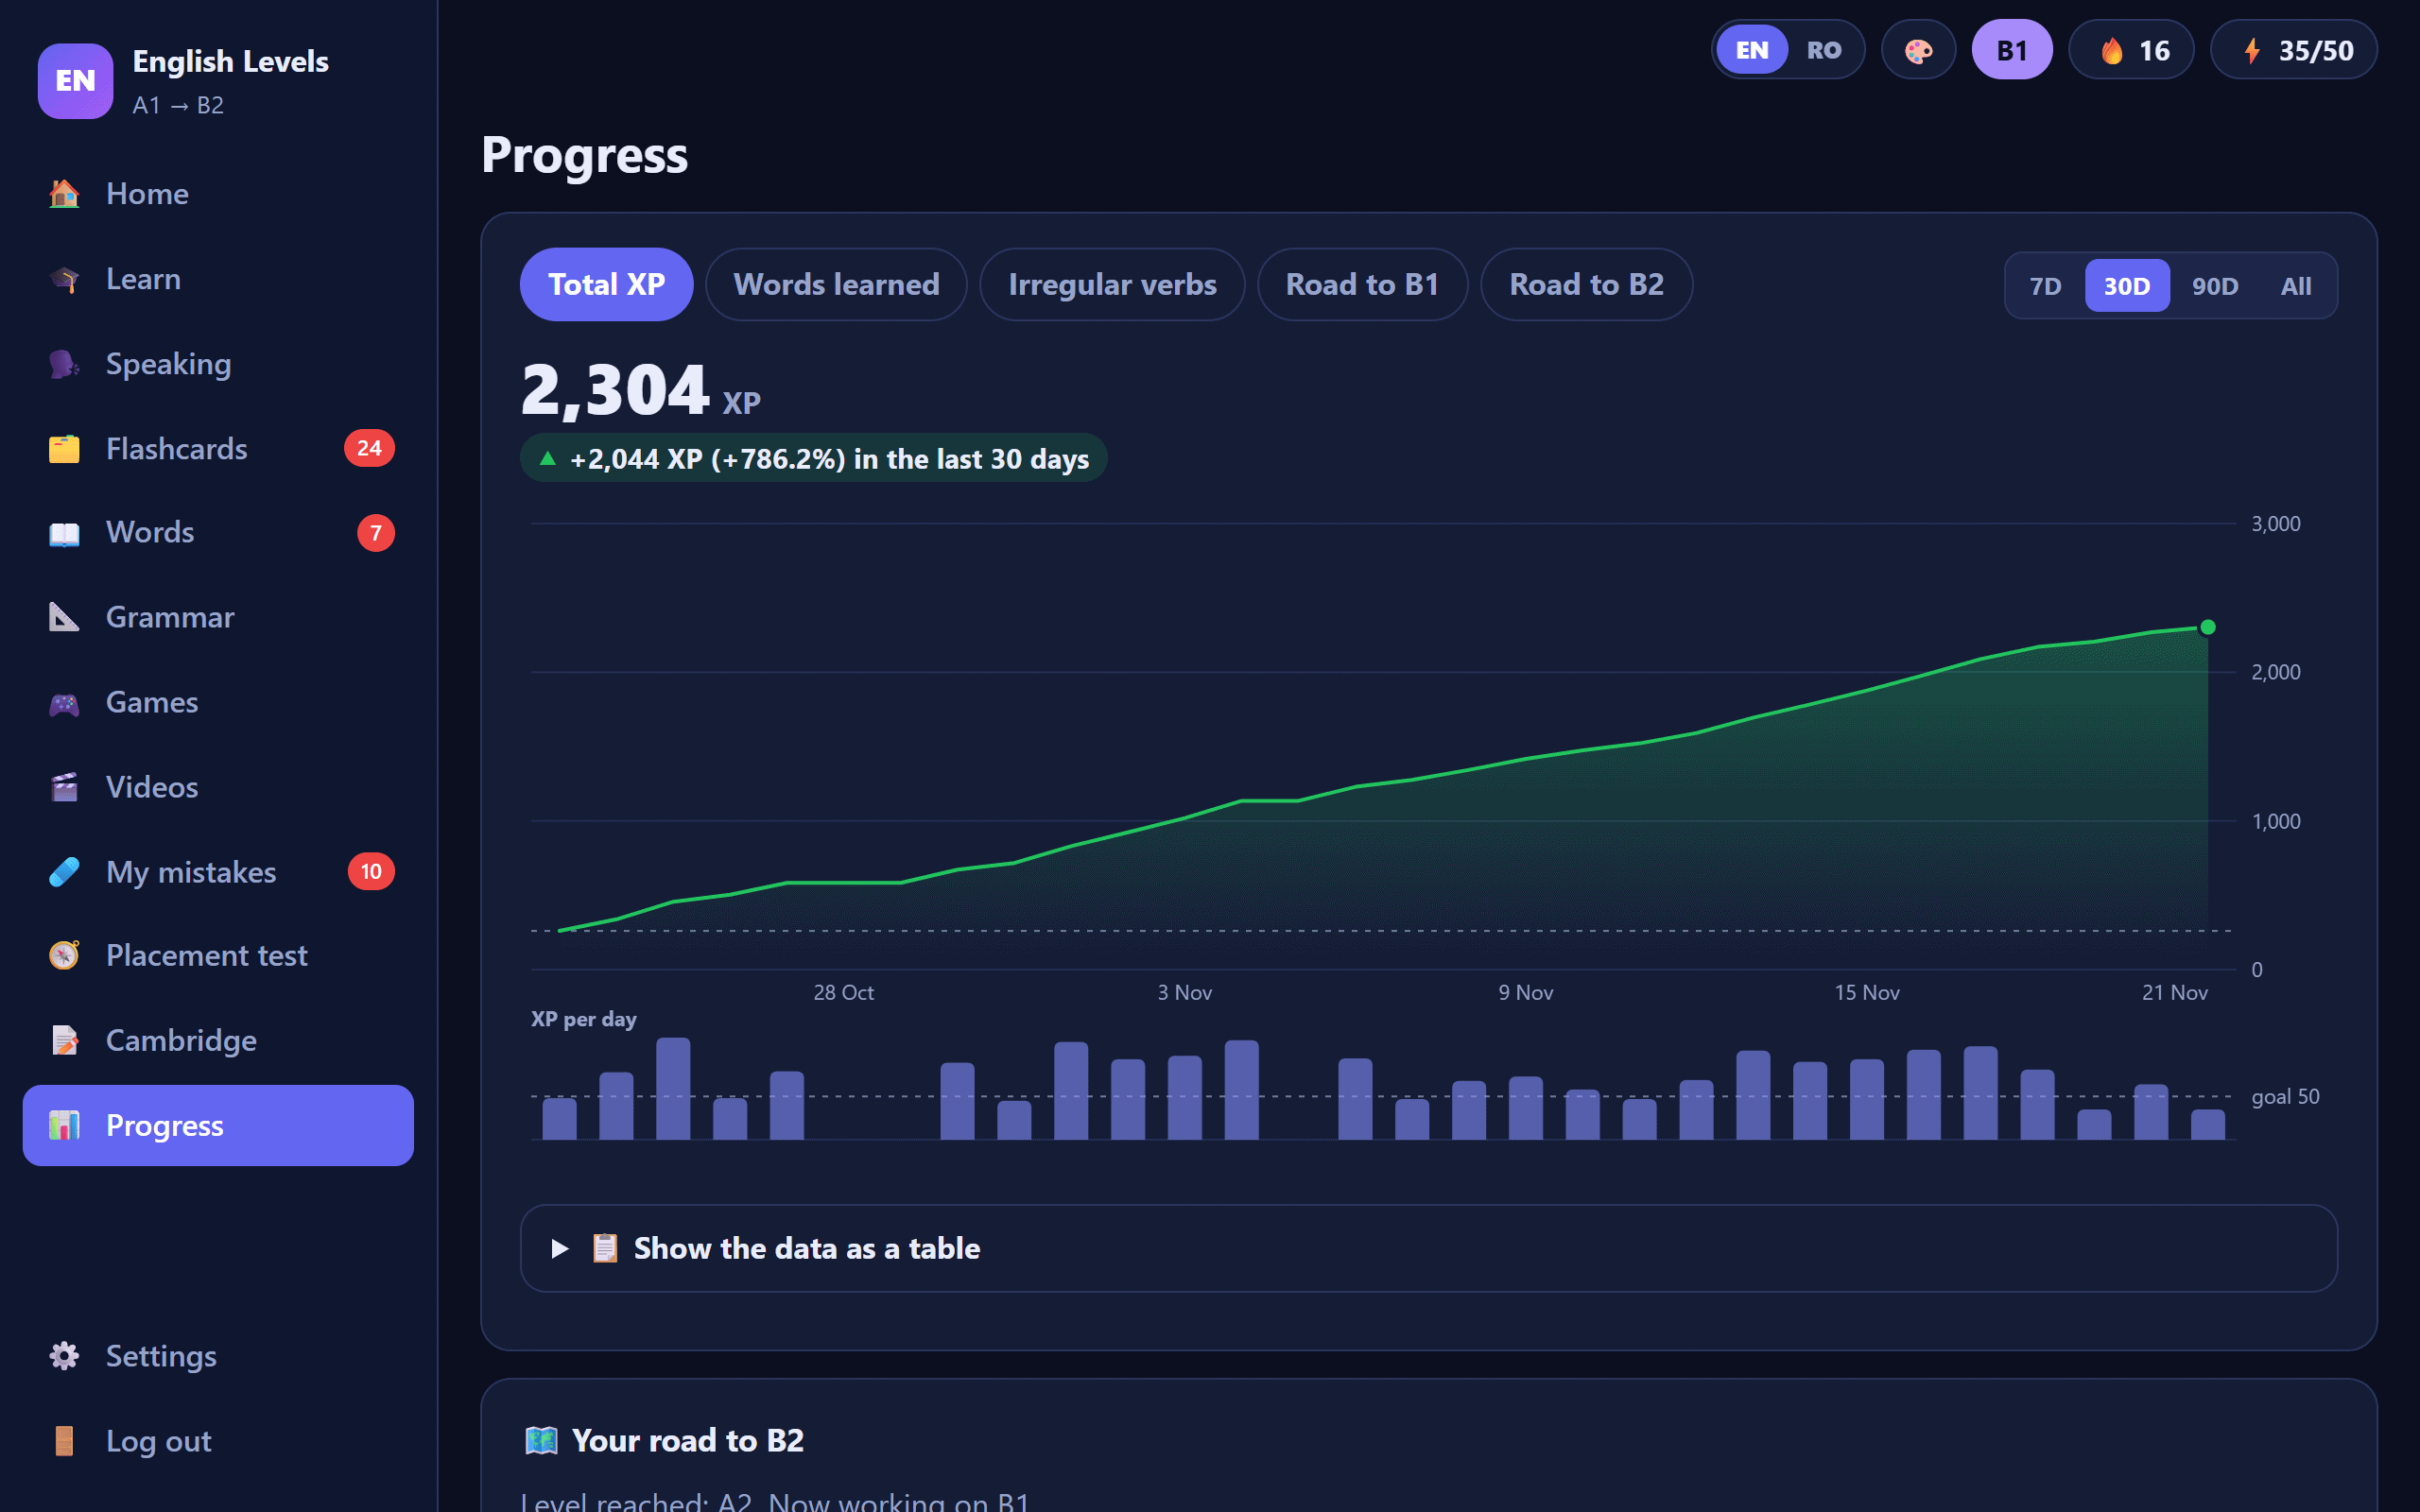 EN
English Levels
A1 → B2
Home
Learn
Speaking
Flashcards 24
Words 7
Grammar
Games
Videos
My mistakes 10
Placement test
Cambridge
Progress
Settings
Log out
EN RO B1 16 35/50
Progress
Total XP Words learned Irregular verbs Road to B1 Road to B2 7D 30D 90D All
2,304 XP
▲ +2,044 XP (+786.2%) in the last 30 days
3,000
2,000
1,000
0
28 Oct 3 Nov 9 Nov 15 Nov 21 Nov
XP per day
goal 50
Show the data as a table
Your road to B2
Level reached: A2. Now working on B1